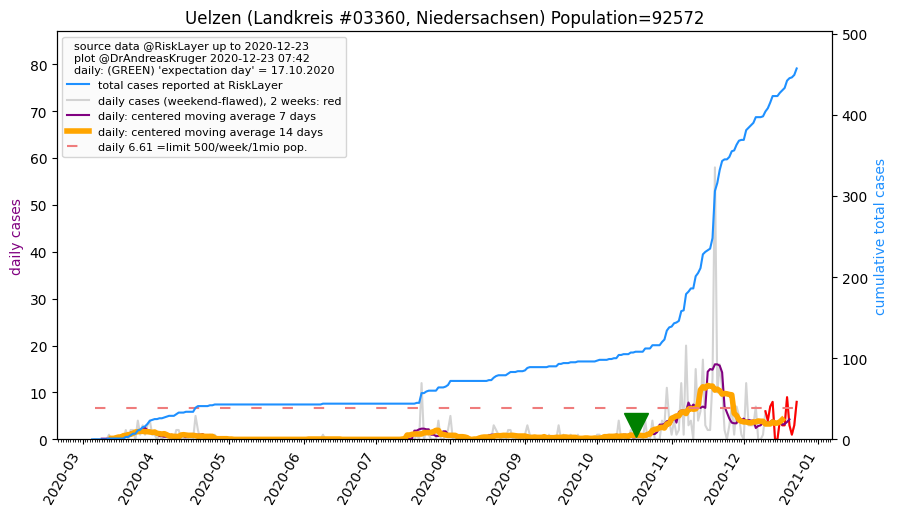 Uelzen (Landkreis #03360, Niedersachsen) Population=92572
source data @RiskLayer up to 2020-12-23
plot @DrAndreasKruger 2020-12-23 07:42
daily: (GREEN) 'expectation day' = 17.10.2020
total cases reported at RiskLayer
daily cases (weekend-flawed), 2 weeks: red
daily: centered moving average 7 days
daily: centered moving average 14 days
daily 6.61 =limit 500/week/1mio pop.
daily cases
80
70
60
50
40
30
20
10
0
500
400
300
200
100
0
cumulative total cases
2020-03
2020-04
2020-05
2020-06
2020-07
2020-08
2020-09
2020-10
2020-11
2020-12
2021-01